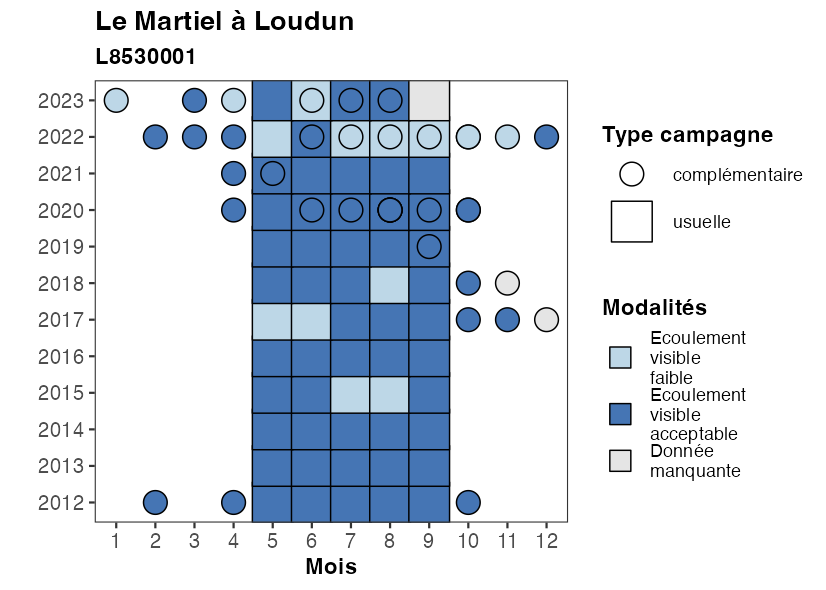 Le Martiel à Loudun
L8530001
2023
2022
2021
2020
2019
2018
2017
2016
2015
2014
2013
2012
1 2 3 4 5 6 7 8 9 10 11 12
Mois
Type campagne
complémentaire
usuelle
Modalités
Ecoulement
visible
faible
Ecoulement
visible
acceptable
Donnée
manquante